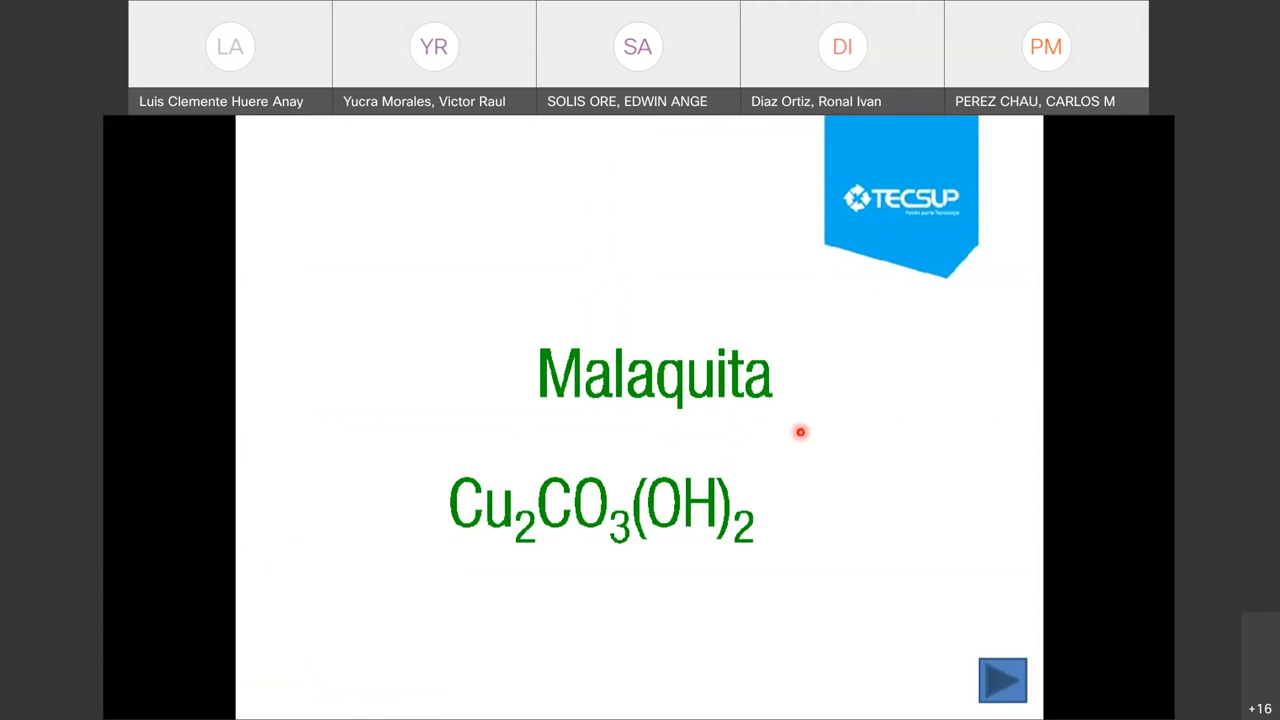 LA YR SA DI PM
Luis Clemente Huere Anay Yucra Morales, Victor Raul SOLIS ORE, EDWIN ANGE Diaz Ortiz, Ronal Ivan PEREZ CHAU, CARLOS M
TECSUP
Malaquita
Cu₂CO₃(OH)₂
+16